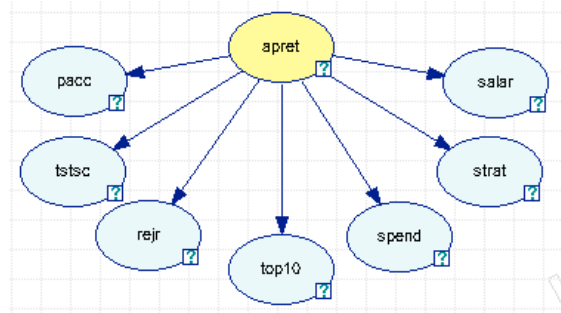 apret
?
pacc
?
salar
?
tstsc
?
strat
?
rejr
?
spend
?
top10
?